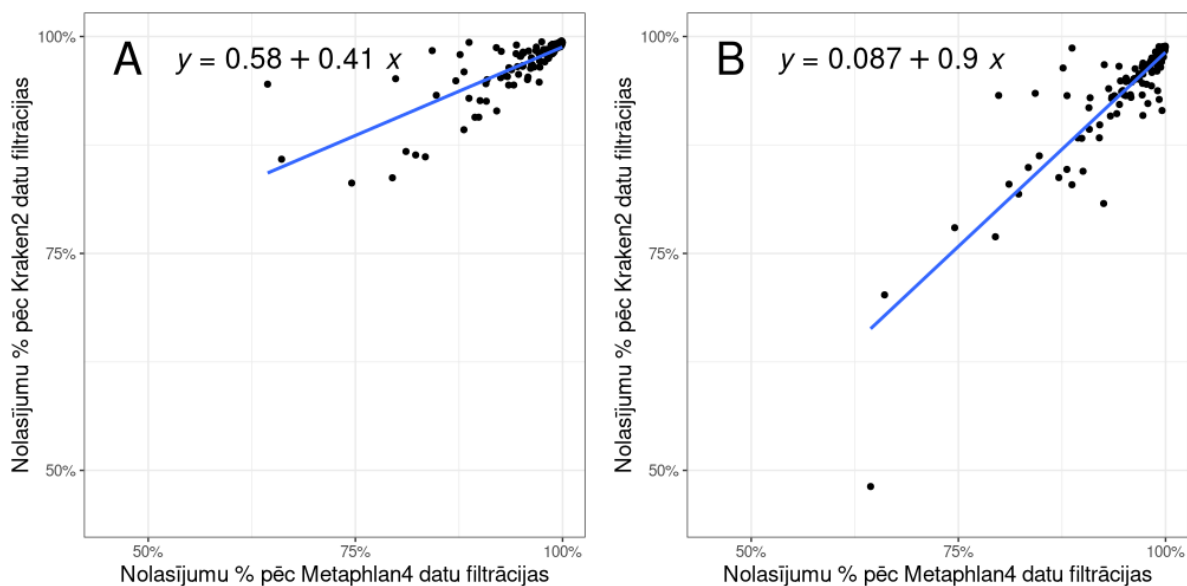 A
y = 0.58 + 0.41 x
100%
75%
50%
Nolasījumu % pēc Kraken2 datu filtrācijas
50%
75%
100%
Nolasījumu % pēc Metaphlan4 datu filtrācijas
B
y = 0.087 + 0.9 x
100%
75%
50%
Nolasījumu % pēc Kraken2 datu filtrācijas
50%
75%
100%
Nolasījumu % pēc Metaphlan4 datu filtrācijas